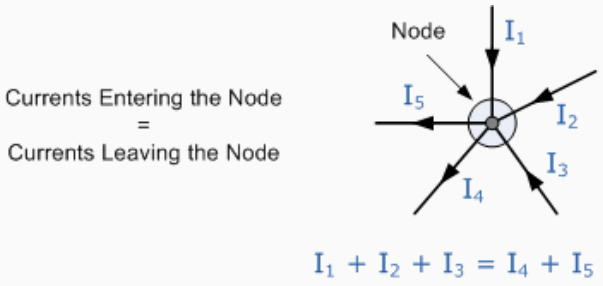 Currents Entering the Node
=
Currents Leaving the Node
Node
I₁
I₂
I₅
I₃
I₄
I₁ + I₂ + I₃ = I₄ + I₅